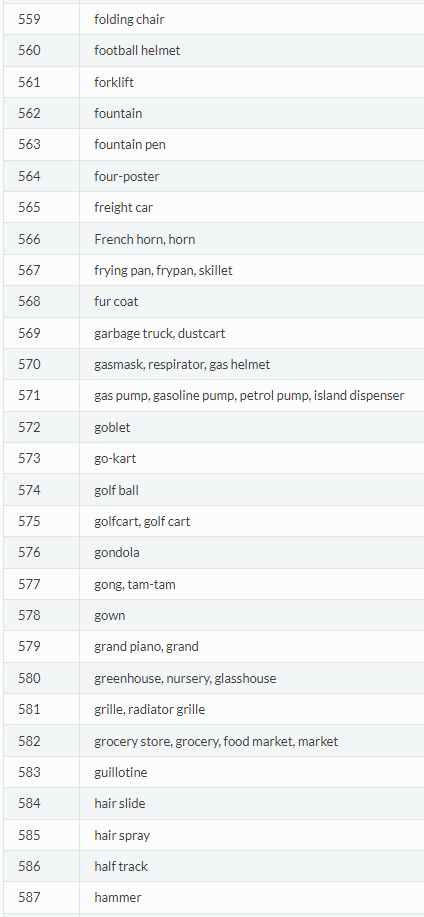 559 folding chair
560 football helmet
561 forklift
562 fountain
563 fountain pen
564 four-poster
565 freight car
566 French horn, horn
567 frying pan, frypan, skillet
568 fur coat
569 garbage truck, dustcart
570 gasmask, respirator, gas helmet
571 gas pump, gasoline pump, petrol pump, island dispenser
572 goblet
573 go-kart
574 golf ball
575 golfcart, golf cart
576 gondola
577 gong, tam-tam
578 gown
579 grand piano, grand
580 greenhouse, nursery, glasshouse
581 grille, radiator grille
582 grocery store, grocery, food market, market
583 guillotine
584 hair slide
585 hair spray
586 half track
587 hammer